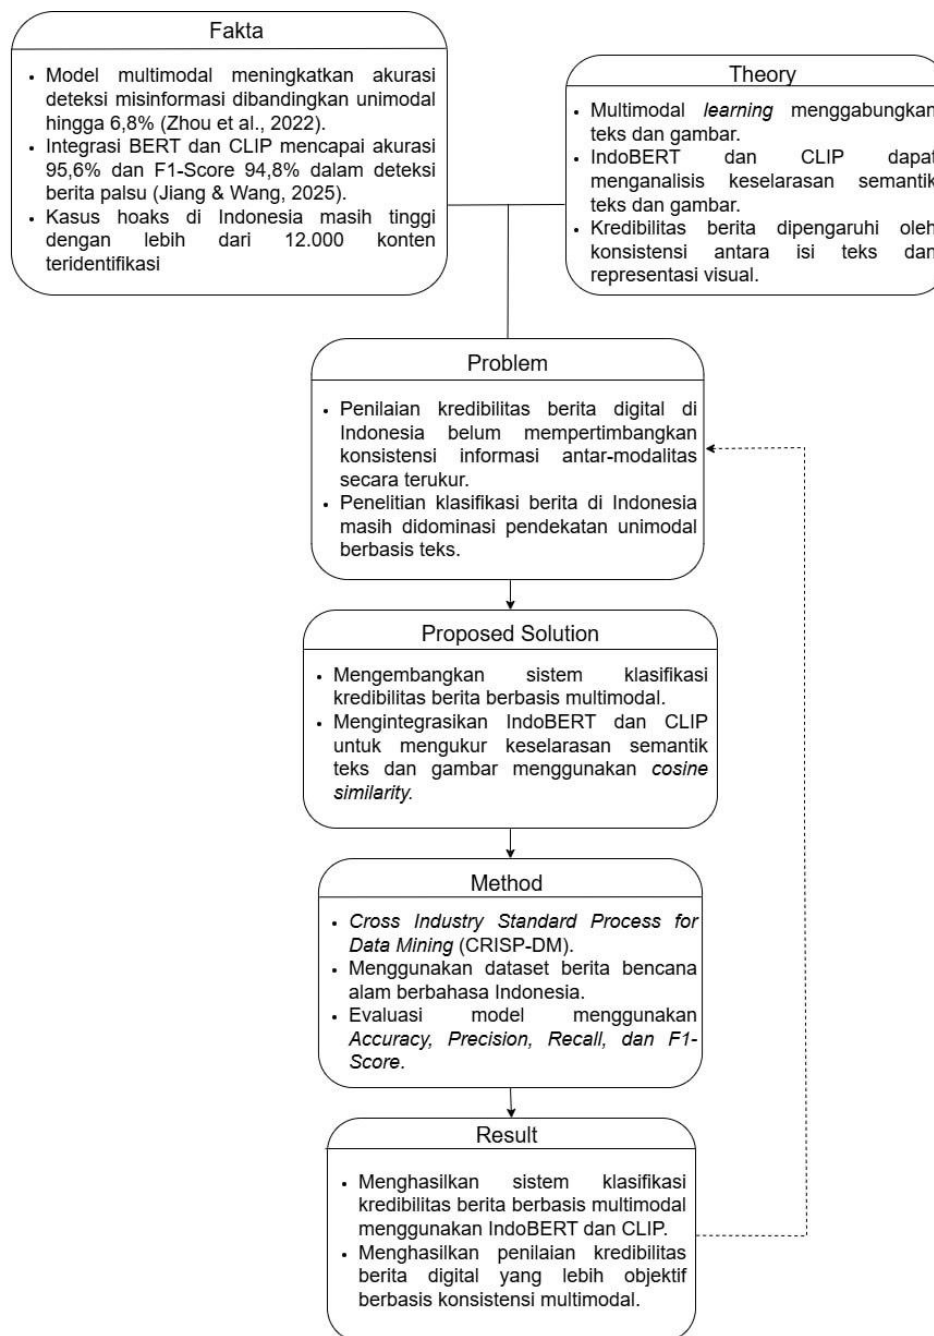 Fakta
• Model multimodal meningkatkan akurasi
deteksi misinformasi dibandingkan unimodal
hingga 6,8% (Zhou et al., 2022).
• Integrasi BERT dan CLIP mencapai akurasi
95,6% dan F1-Score 94,8% dalam deteksi
berita palsu (Jiang & Wang, 2025).
• Kasus hoaks di Indonesia masih tinggi
dengan lebih dari 12.000 konten
teridentifikasi
Theory
• Multimodal learning menggabungkan
teks dan gambar.
• IndoBERT dan CLIP dapat
menganalisis keselarasan semantik
teks dan gambar.
• Kredibilitas berita dipengaruhi oleh
konsistensi antara isi teks dan
representasi visual.
Problem
• Penilaian kredibilitas berita digital di
Indonesia belum mempertimbangkan
konsistensi informasi antar-modalitas
secara terukur.
• Penelitian klasifikasi berita di Indonesia
masih didominasi pendekatan unimodal
berbasis teks.
Proposed Solution
• Mengembangkan sistem klasifikasi
kredibilitas berita berbasis multimodal.
• Mengintegrasikan IndoBERT dan CLIP
untuk mengukur keselarasan semantik
teks dan gambar menggunakan cosine
similarity.
Method
• Cross Industry Standard Process for
Data Mining (CRISP-DM).
• Menggunakan dataset berita bencana
alam berbahasa Indonesia.
• Evaluasi model menggunakan
Accuracy, Precision, Recall, dan F1-
Score.
Result
• Menghasilkan sistem klasifikasi
kredibilitas berita berbasis multimodal
menggunakan IndoBERT dan CLIP.
• Menghasilkan penilaian kredibilitas
berita digital yang lebih objektif
berbasis konsistensi multimodal.